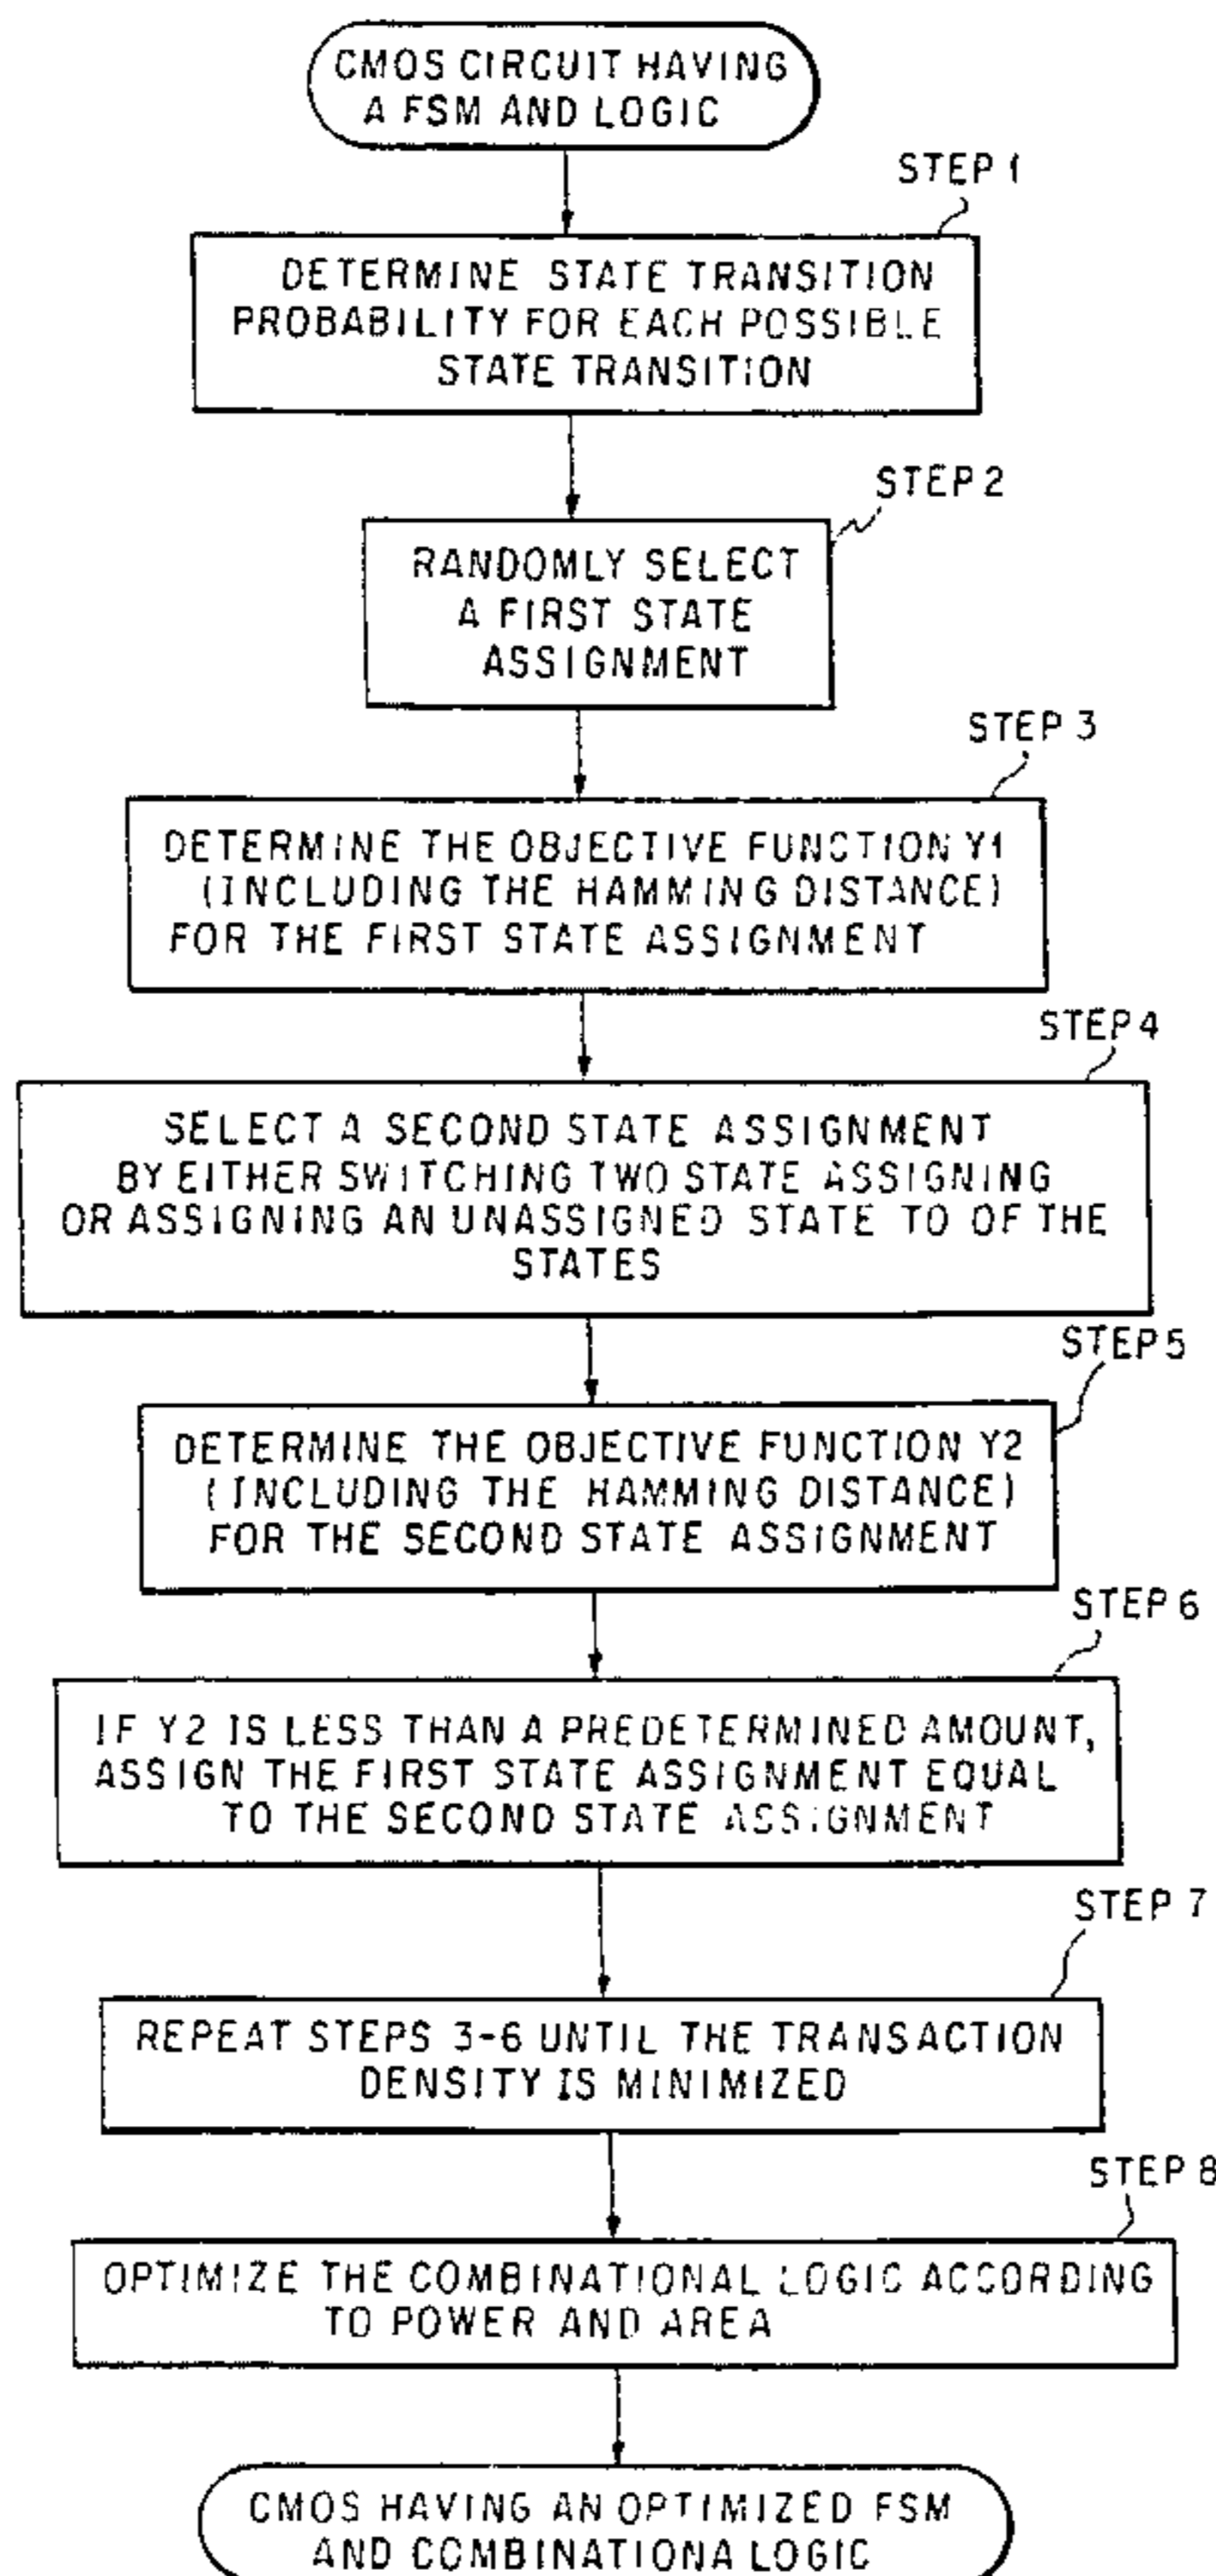 CMOS CIRCUIT HAVING
A FSM AND LOGIC
STEP 1
DETERMINE STATE TRANSITION
PROBABILITY FOR EACH POSSIBLE
STATE TRANSITION
STEP 2
RANDOMLY SELECT
A FIRST STATE
ASSIGNMENT
STEP 3
DETERMINE THE OBJECTIVE FUNCTION Y1
(INCLUDING THE HAMMING DISTANCE)
FOR THE FIRST STATE ASSIGNMENT
STEP 4
SELECT A SECOND STATE ASSIGNMENT
BY EITHER SWITCHING TWO STATE ASSIGNING
OR ASSIGNING AN UNASSIGNED STATE TO OF THE
STATES
STEP 5
DETERMINE THE OBJECTIVE FUNCTION Y2
(INCLUDING THE HAMMING DISTANCE)
FOR THE SECOND STATE ASSIGNMENT
STEP 6
IF Y2 IS LESS THAN A PREDETERMINED AMOUNT,
ASSIGN THE FIRST STATE ASSIGNMENT EQUAL
TO THE SECOND STATE ASSIGNMENT
STEP 7
REPEAT STEPS 3-6 UNTIL THE TRANSACTION
DENSITY IS MINIMIZED
STEP 8
OPTIMIZE THE COMBINATIONAL LOGIC ACCORDING
TO POWER AND AREA
CMOS HAVING AN OPTIMIZED FSM
AND COMBINATIONA LOGIC